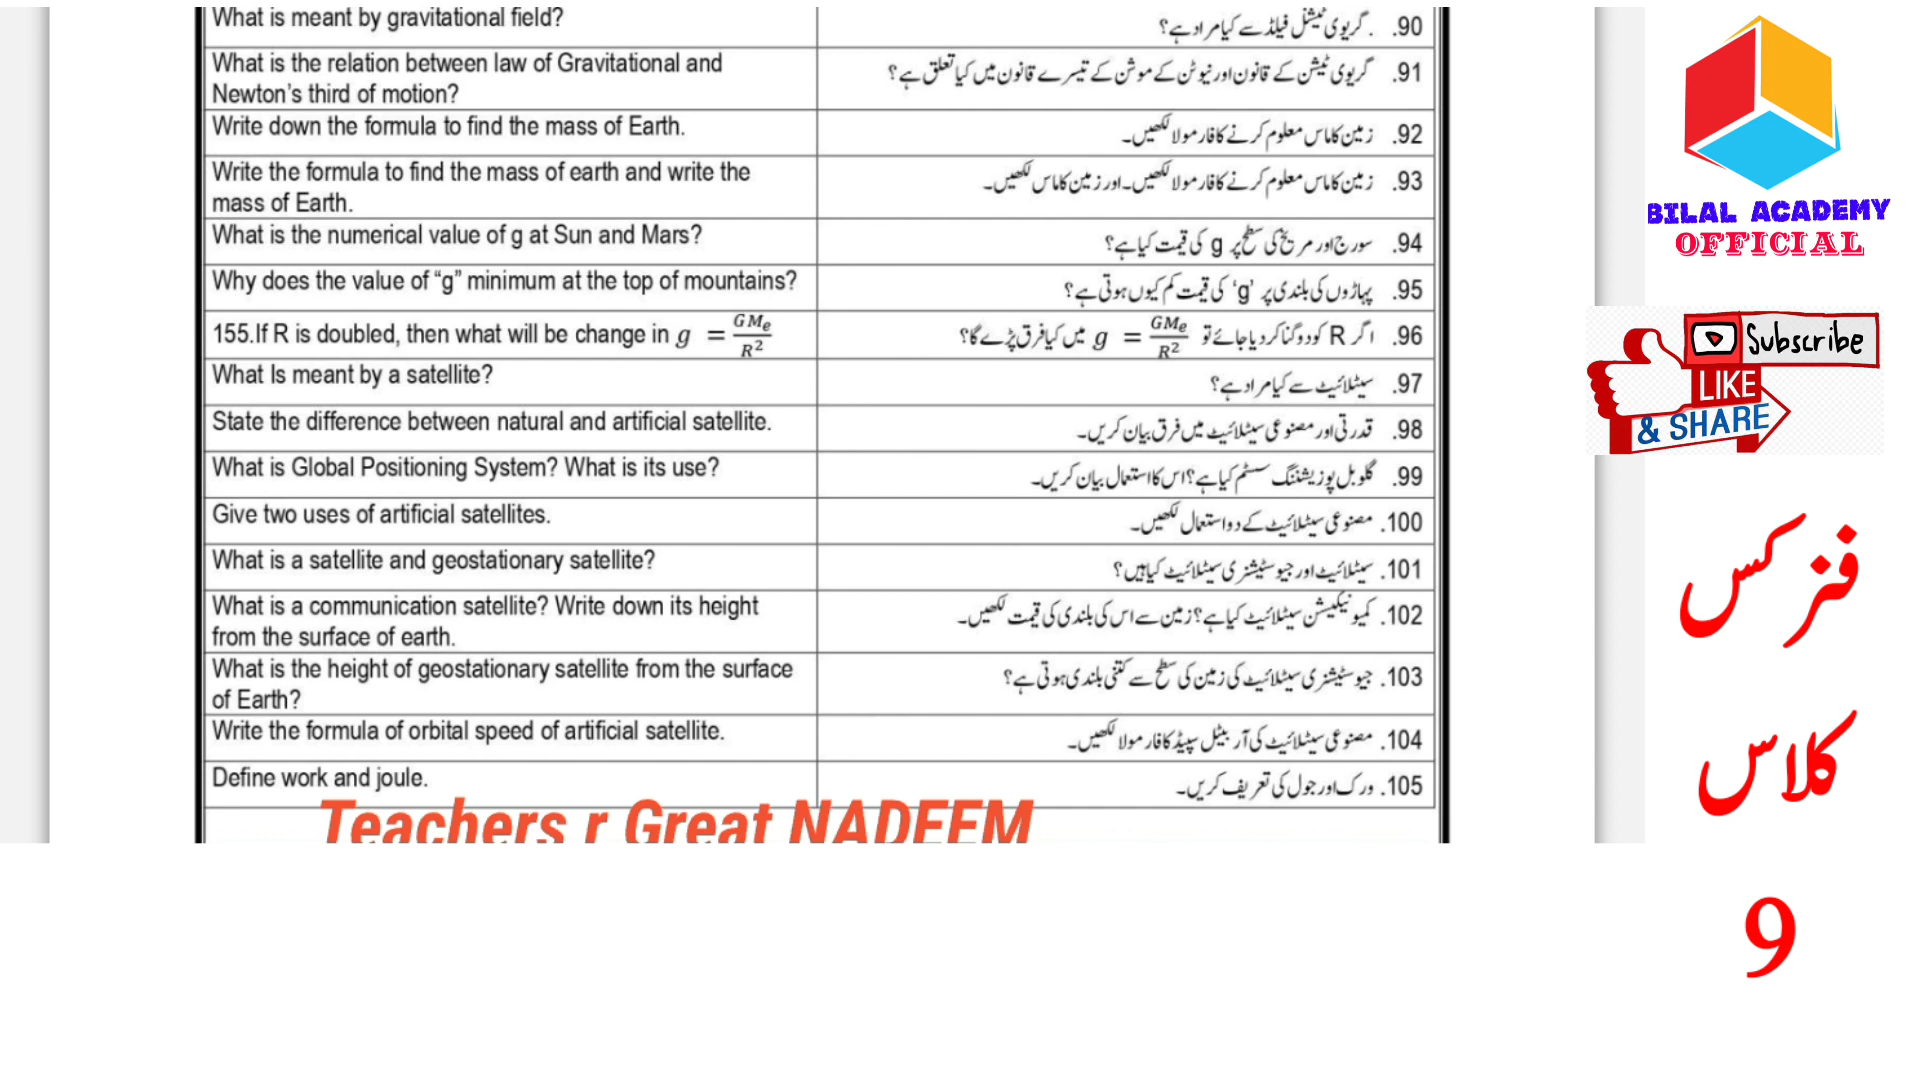 What is meant by gravitational field?
90. . گریوی ٹیشنل فیلڈ سے کیا مراد ہے؟
What is the relation between law of Gravitational and
Newton’s third of motion?
91. گریوی ٹیشن کے قانون اور نیوٹن کے موشن کے تیسرے قانون میں کیا تعلق ہے؟
Write down the formula to find the mass of Earth.
92. زمین کا ماس معلوم کرنے کا فارمولا لکھیں۔
Write the formula to find the mass of earth and write the
mass of Earth.
93. زمین کا ماس معلوم کرنے کا فارمولا لکھیں۔ اور زمین کا ماس لکھیں۔
What is the numerical value of g at Sun and Mars?
94. سورج اور مریخ کی سطح پر g کی قیمت کیا ہے؟
Why does the value of “g” minimum at the top of mountains?
95. پہاڑوں کی بلندی پر ‘g’ کی قیمت کم کیوں ہوتی ہے؟
155.If R is doubled, then what will be change in g = GMe/R²
96. اگر R کو دوگنا کر دیا جائے تو g = GMe/R² میں کیا فرق پڑے گا؟
What Is meant by a satellite?
97. سیٹلائیٹ سے کیا مراد ہے؟
State the difference between natural and artificial satellite.
98. قدرتی اور مصنوعی سیٹلائیٹ میں فرق بیان کریں۔
What is Global Positioning System? What is its use?
99. گلوبل پوزیشننگ سسٹم کیا ہے؟ اس کا استعمال بیان کریں۔
Give two uses of artificial satellites.
100. مصنوعی سیٹلائیٹ کے دو استعمال لکھیں۔
What is a satellite and geostationary satellite?
101. سیٹلائیٹ اور جیوسٹیشنری سیٹلائیٹ کیا ہیں؟
What is a communication satellite? Write down its height
from the surface of earth.
102. کمیونیکیشن سیٹلائیٹ کیا ہے؟ زمین سے اس کی بلندی کی قیمت لکھیں۔
What is the height of geostationary satellite from the surface
of Earth?
103. جیوسٹیشنری سیٹلائیٹ کی زمین کی سطح سے کتنی بلندی ہوتی ہے؟
Write the formula of orbital speed of artificial satellite.
104. مصنوعی سیٹلائیٹ کی آربیٹل سپیڈ کا فارمولا لکھیں۔
Define work and joule.
105. ورک اور جول کی تعریف کریں۔
Teachers r Great NADEEM
BILAL ACADEMY
OFFICIAL
Subscribe
LIKE
& SHARE
فزکس
کلاس
9